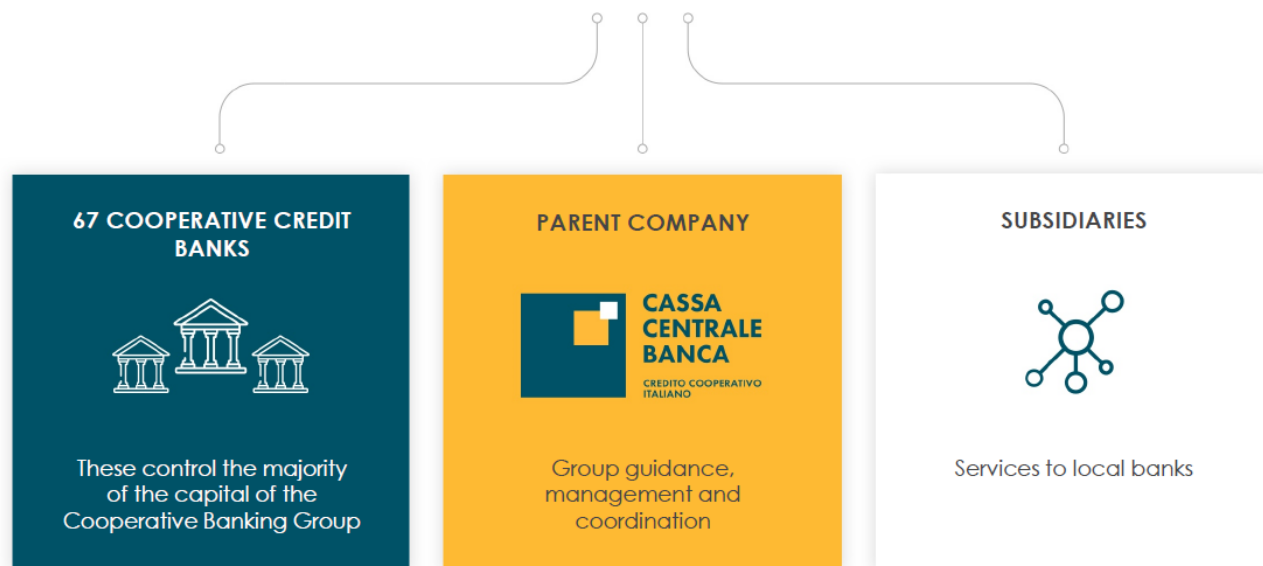 67 COOPERATIVE CREDIT
BANKS
These control the majority
of the capital of the
Cooperative Banking Group
PARENT COMPANY
CASSA
CENTRALE
BANCA
CREDITO COOPERATIVO
ITALIANO
Group guidance,
management and
coordination
SUBSIDIARIES
Services to local banks